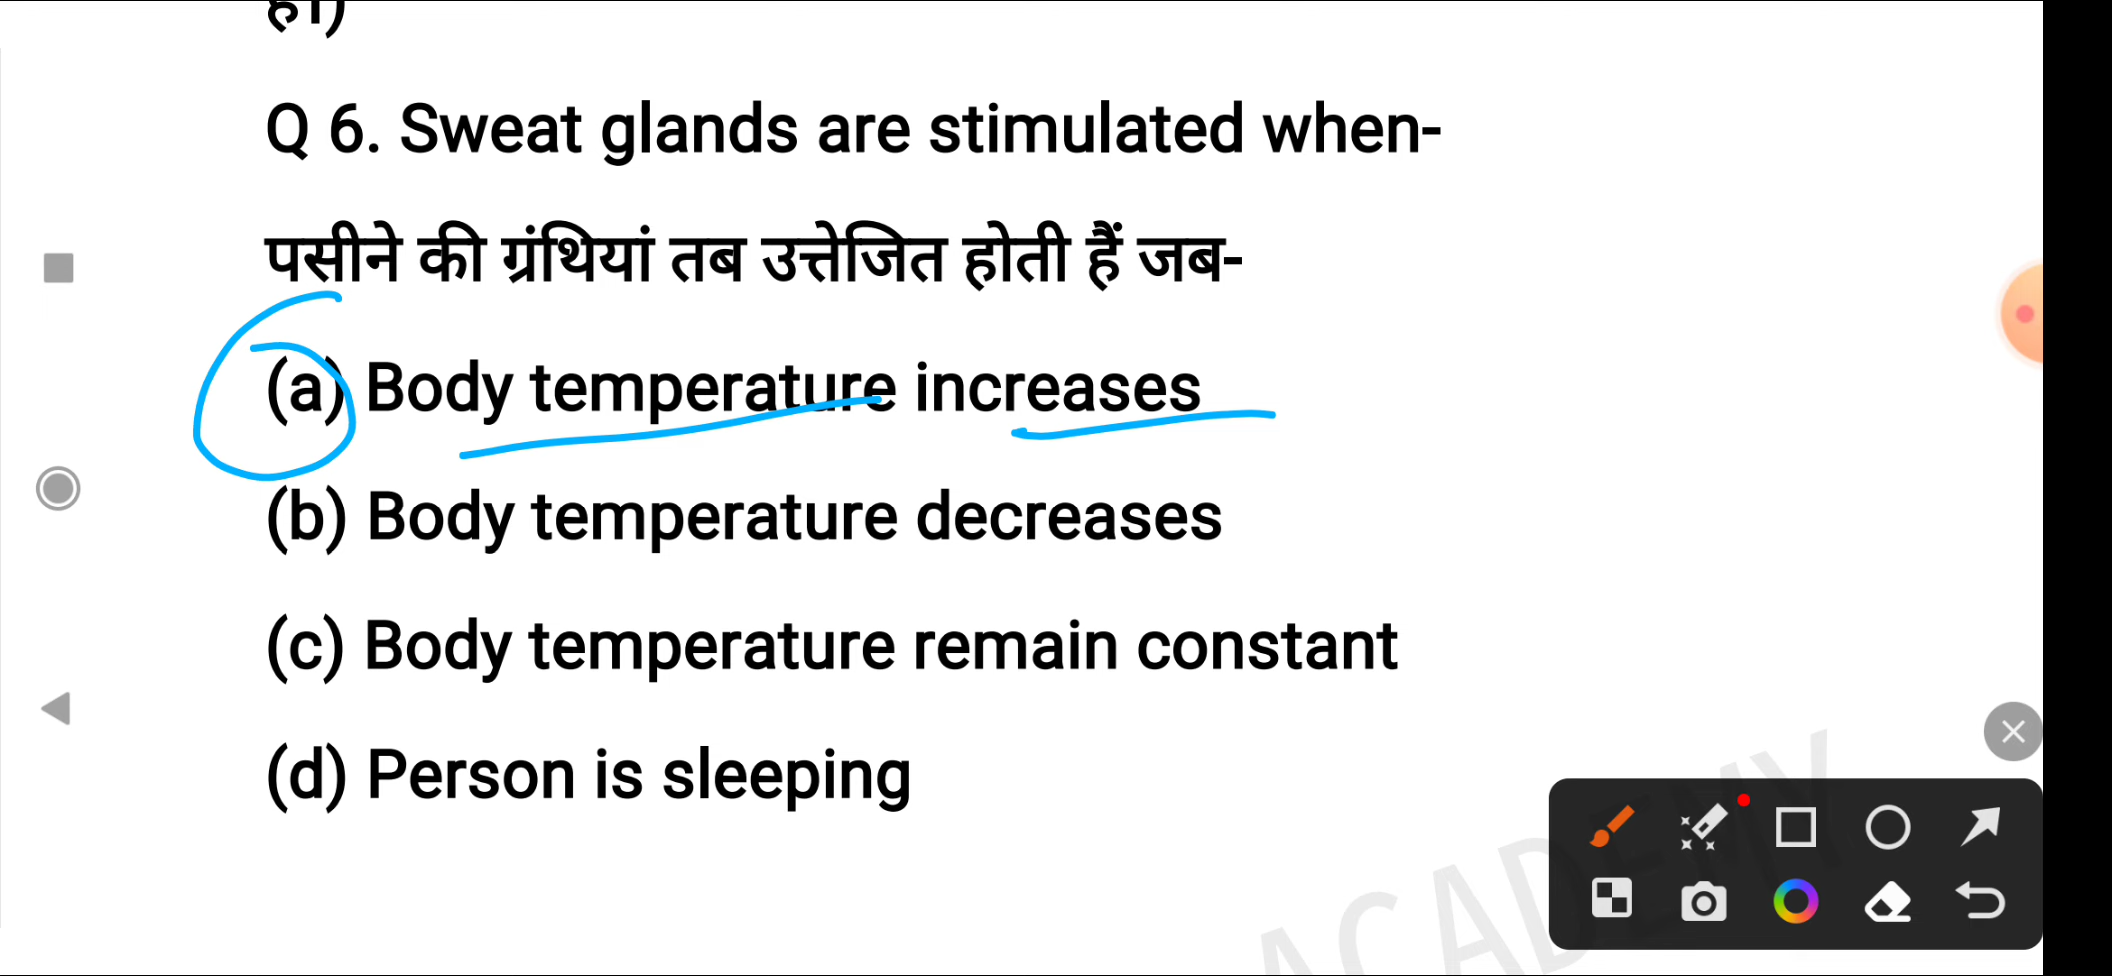 है।)
Q 6. Sweat glands are stimulated when-
पसीने की ग्रंथियां तब उत्तेजित होती हैं जब-
(a) Body temperature increases
(b) Body temperature decreases
(c) Body temperature remain constant
(d) Person is sleeping
ACADEMY